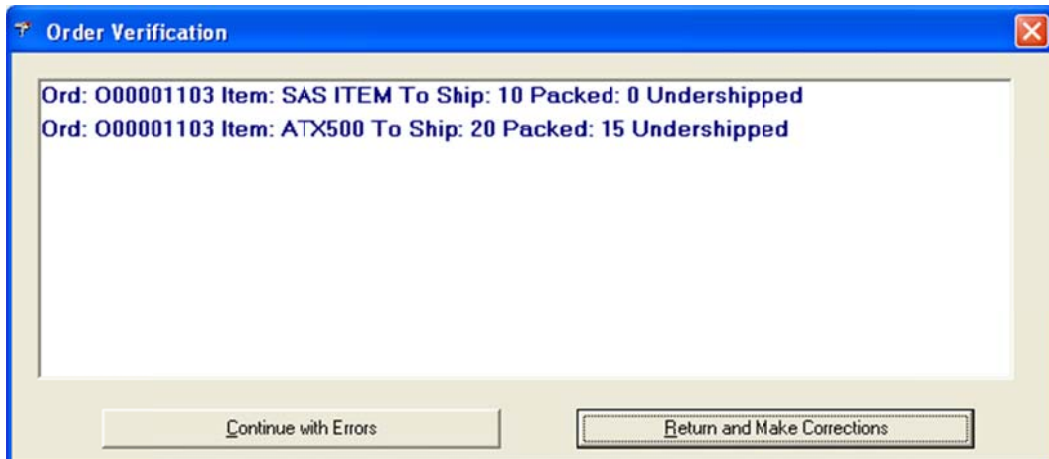 Order Verification
Ord: O00001103 Item: SAS ITEM To Ship: 10 Packed: 0 Undershipped
Ord: O00001103 Item: ATX500 To Ship: 20 Packed: 15 Undershipped
Continue with Errors
Return and Make Corrections